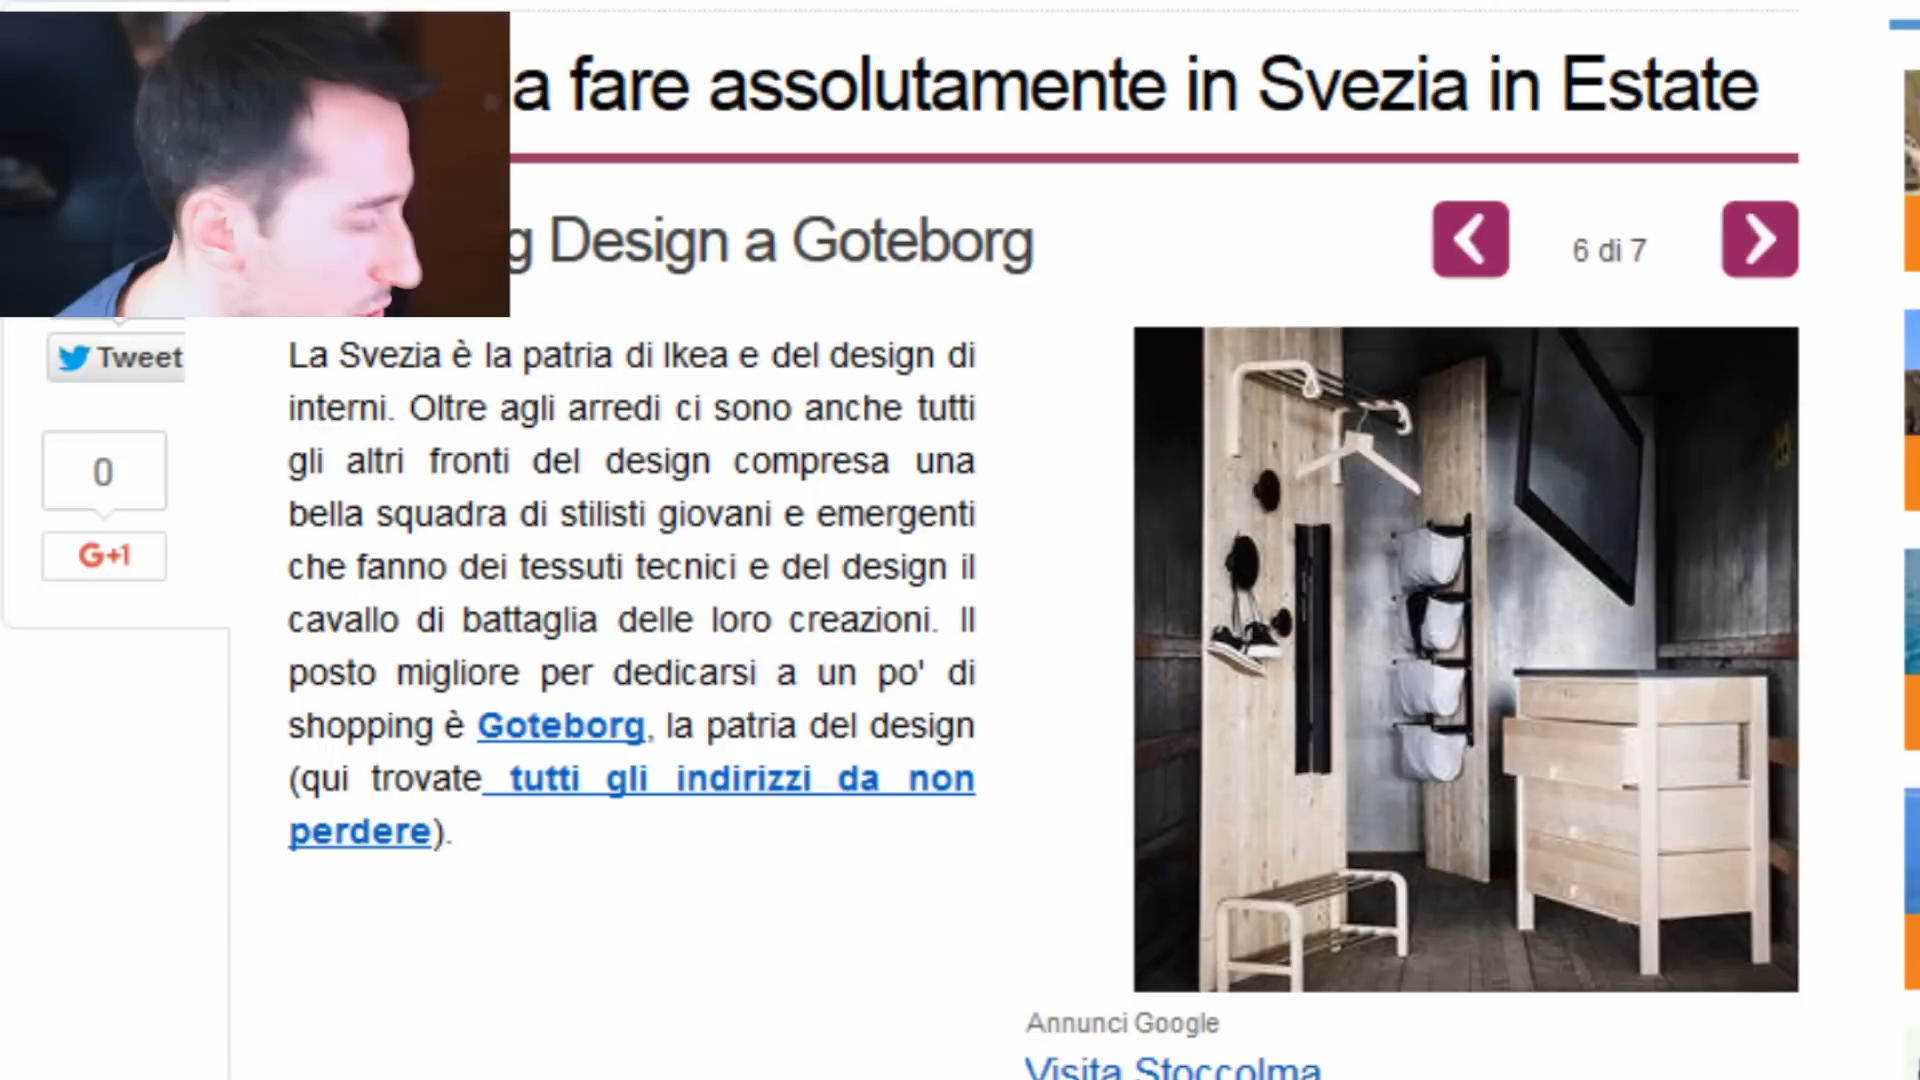 a fare assolutamente in Svezia in Estate
g Design a Goteborg
6 di 7
Tweet
0
G+1
La Svezia è la patria di Ikea e del design di
interni. Oltre agli arredi ci sono anche tutti
gli altri fronti del design compresa una
bella squadra di stilisti giovani e emergenti
che fanno dei tessuti tecnici e del design il
cavallo di battaglia delle loro creazioni. Il
posto migliore per dedicarsi a un po' di
shopping è Goteborg, la patria del design
(qui trovate tutti gli indirizzi da non
perdere).
Annunci Google
Visita Stoccolma